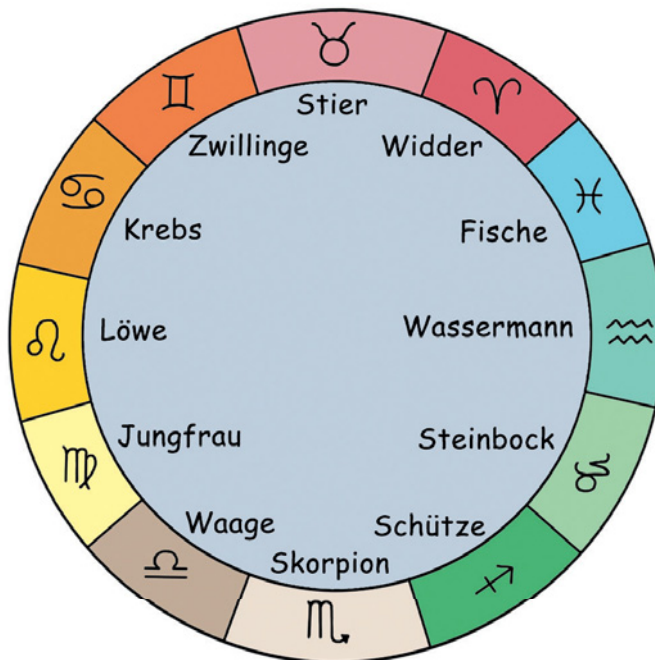 Stier
Zwillinge
Widder
Krebs
Fische
Löwe
Wassermann
Jungfrau
Steinbock
Waage
Schütze
Skorpion